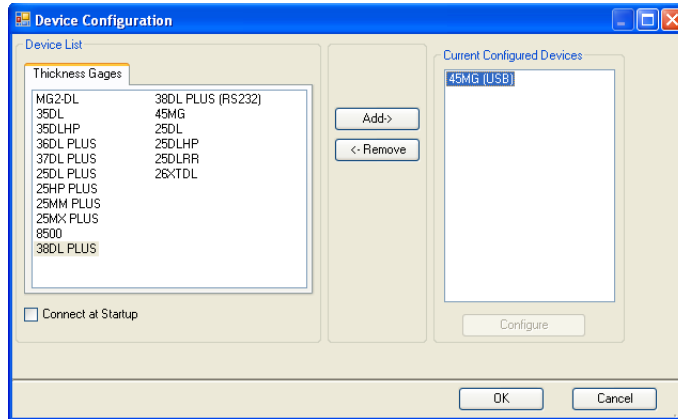 Device Configuration
Device List
Thickness Gages
MG2-DL
35DL
35DLHP
36DL PLUS
37DL PLUS
25DL PLUS
25HP PLUS
25MM PLUS
25MX PLUS
8500
38DL PLUS
38DL PLUS (RS232)
45MG
25DL
25DLHP
25DLRR
26XTDL
Connect at Startup
Add->
<- Remove
Current Configured Devices
45MG (USB)
Configure
OK
Cancel